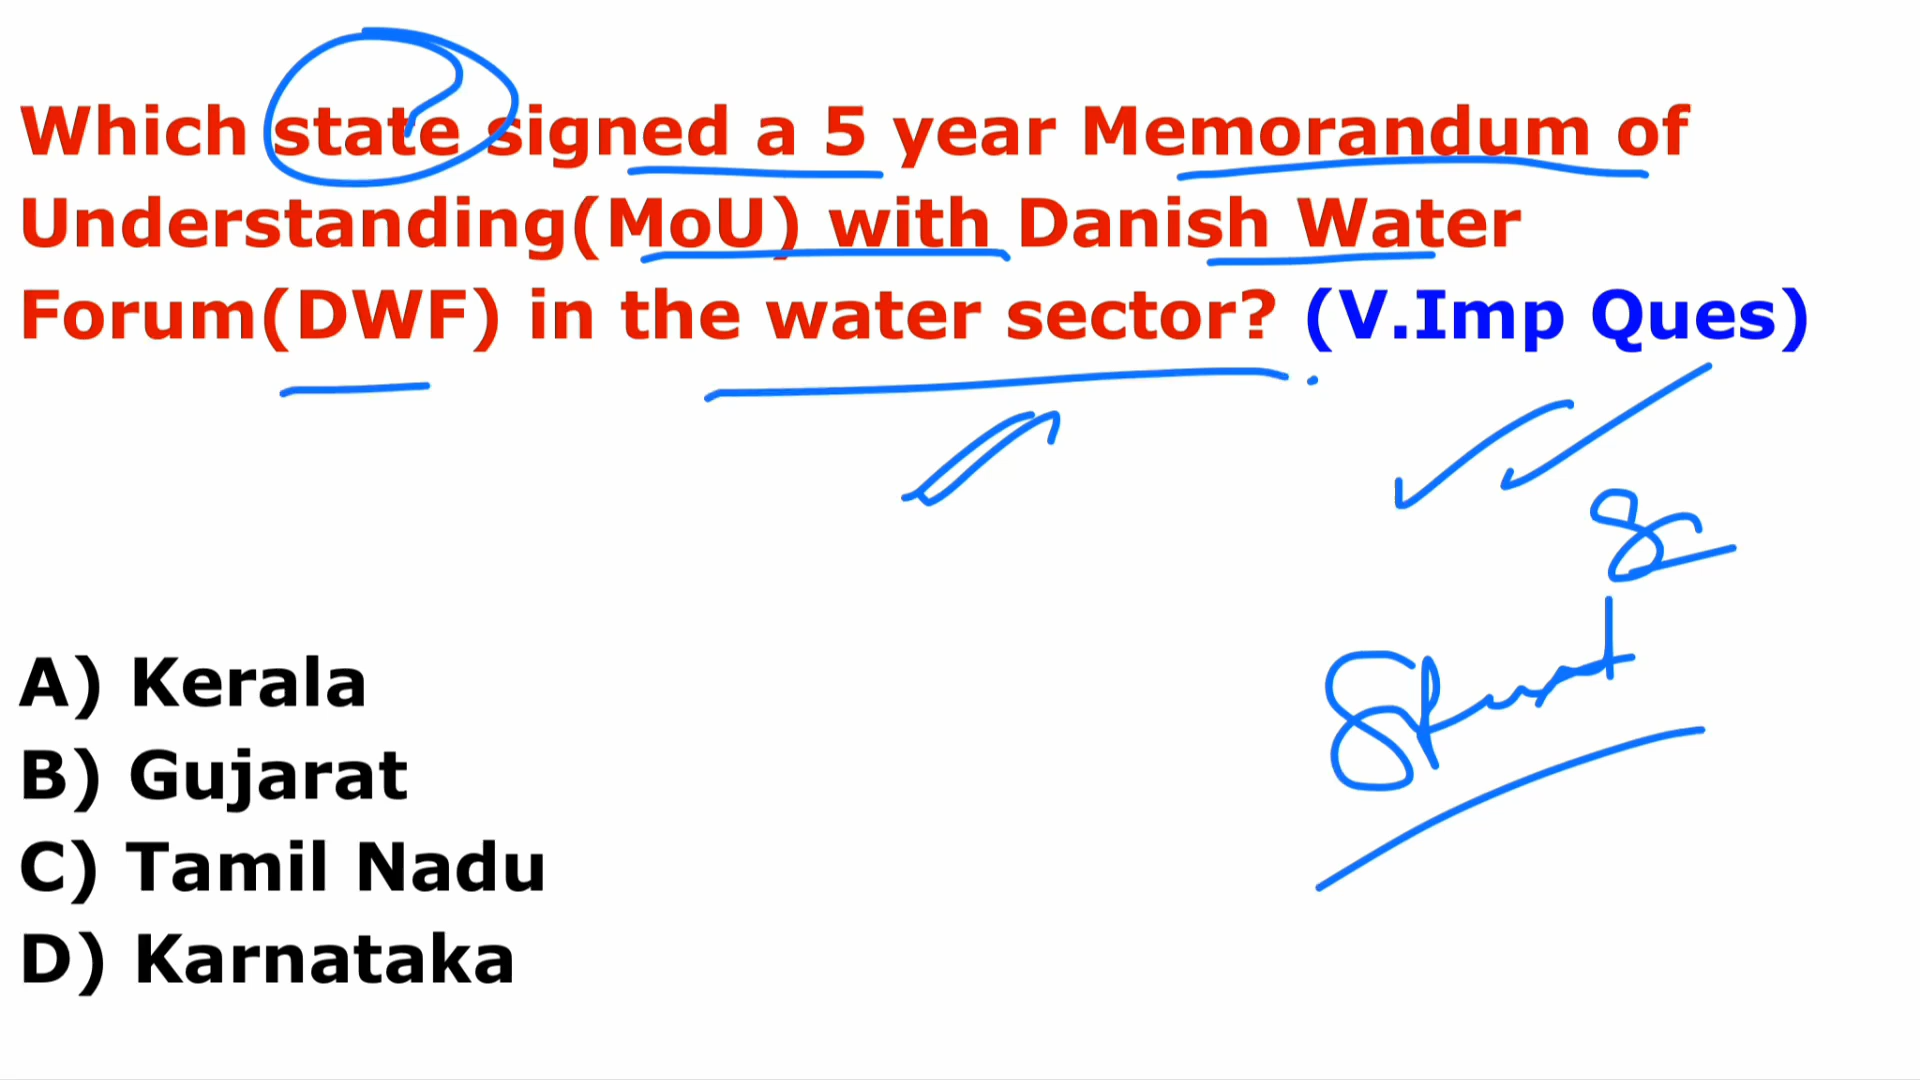 Which state signed a 5 year Memorandum of
Understanding(MoU) with Danish Water
Forum(DWF) in the water sector? (V.Imp Ques)
A) Kerala
B) Gujarat
C) Tamil Nadu
D) Karnataka